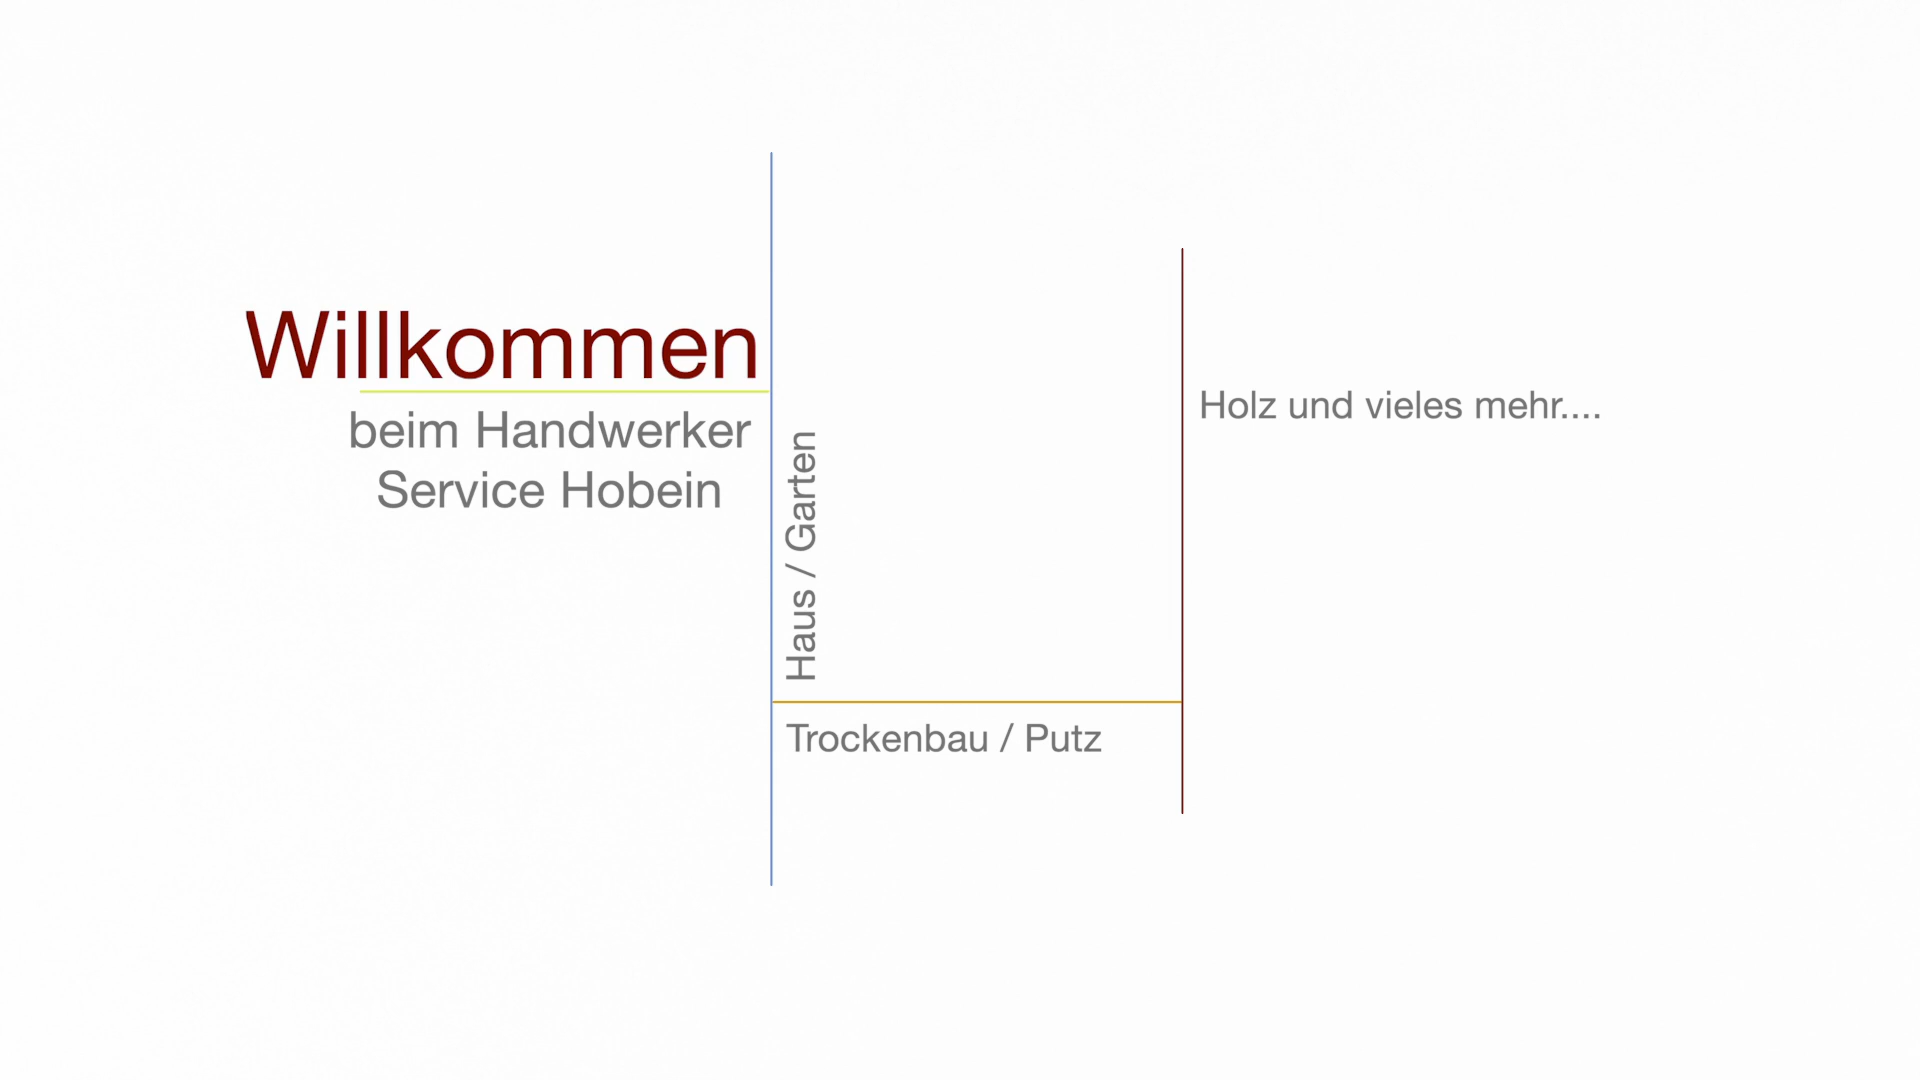 Willkommen
beim Handwerker
Service Hobein
Haus / Garten
Trockenbau / Putz
Holz und vieles mehr....